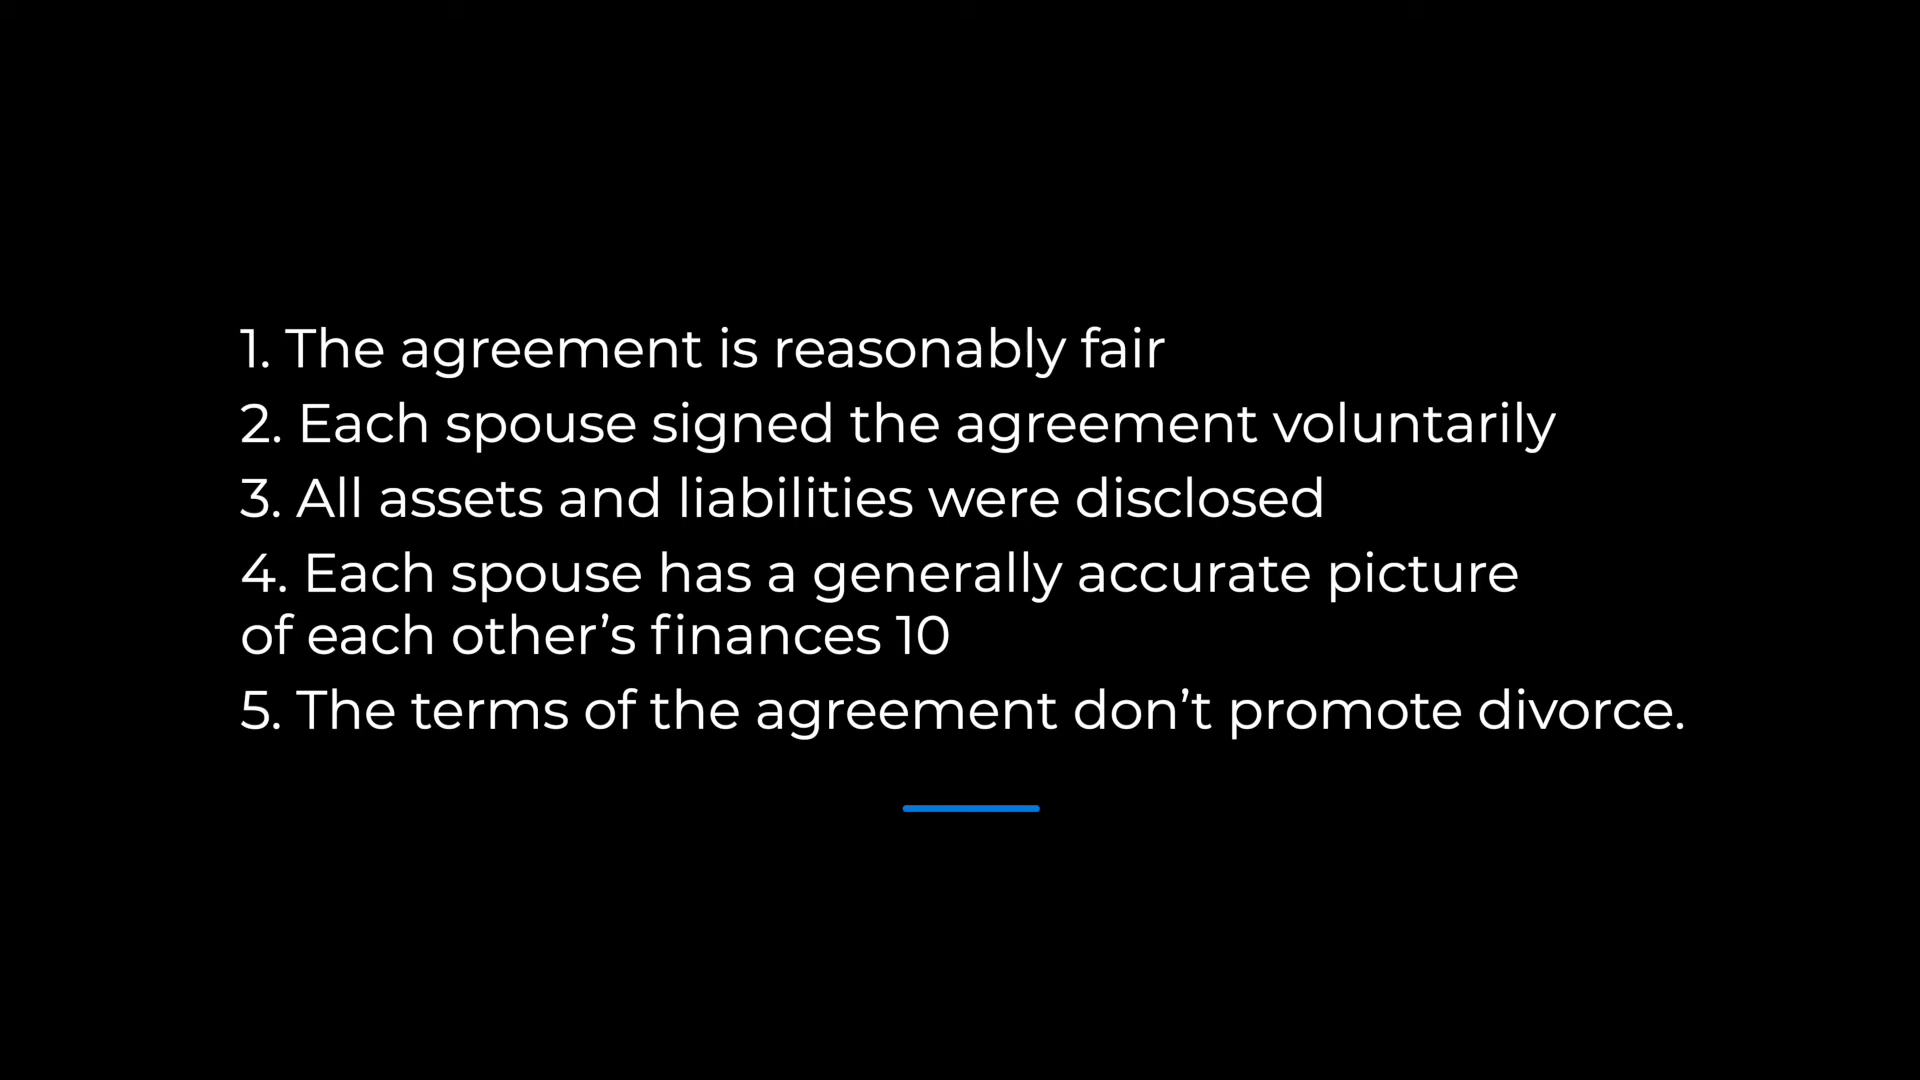 1. The agreement is reasonably fair
2. Each spouse signed the agreement voluntarily
3. All assets and liabilities were disclosed
4. Each spouse has a generally accurate picture
of each other’s finances 10
5. The terms of the agreement don’t promote divorce.